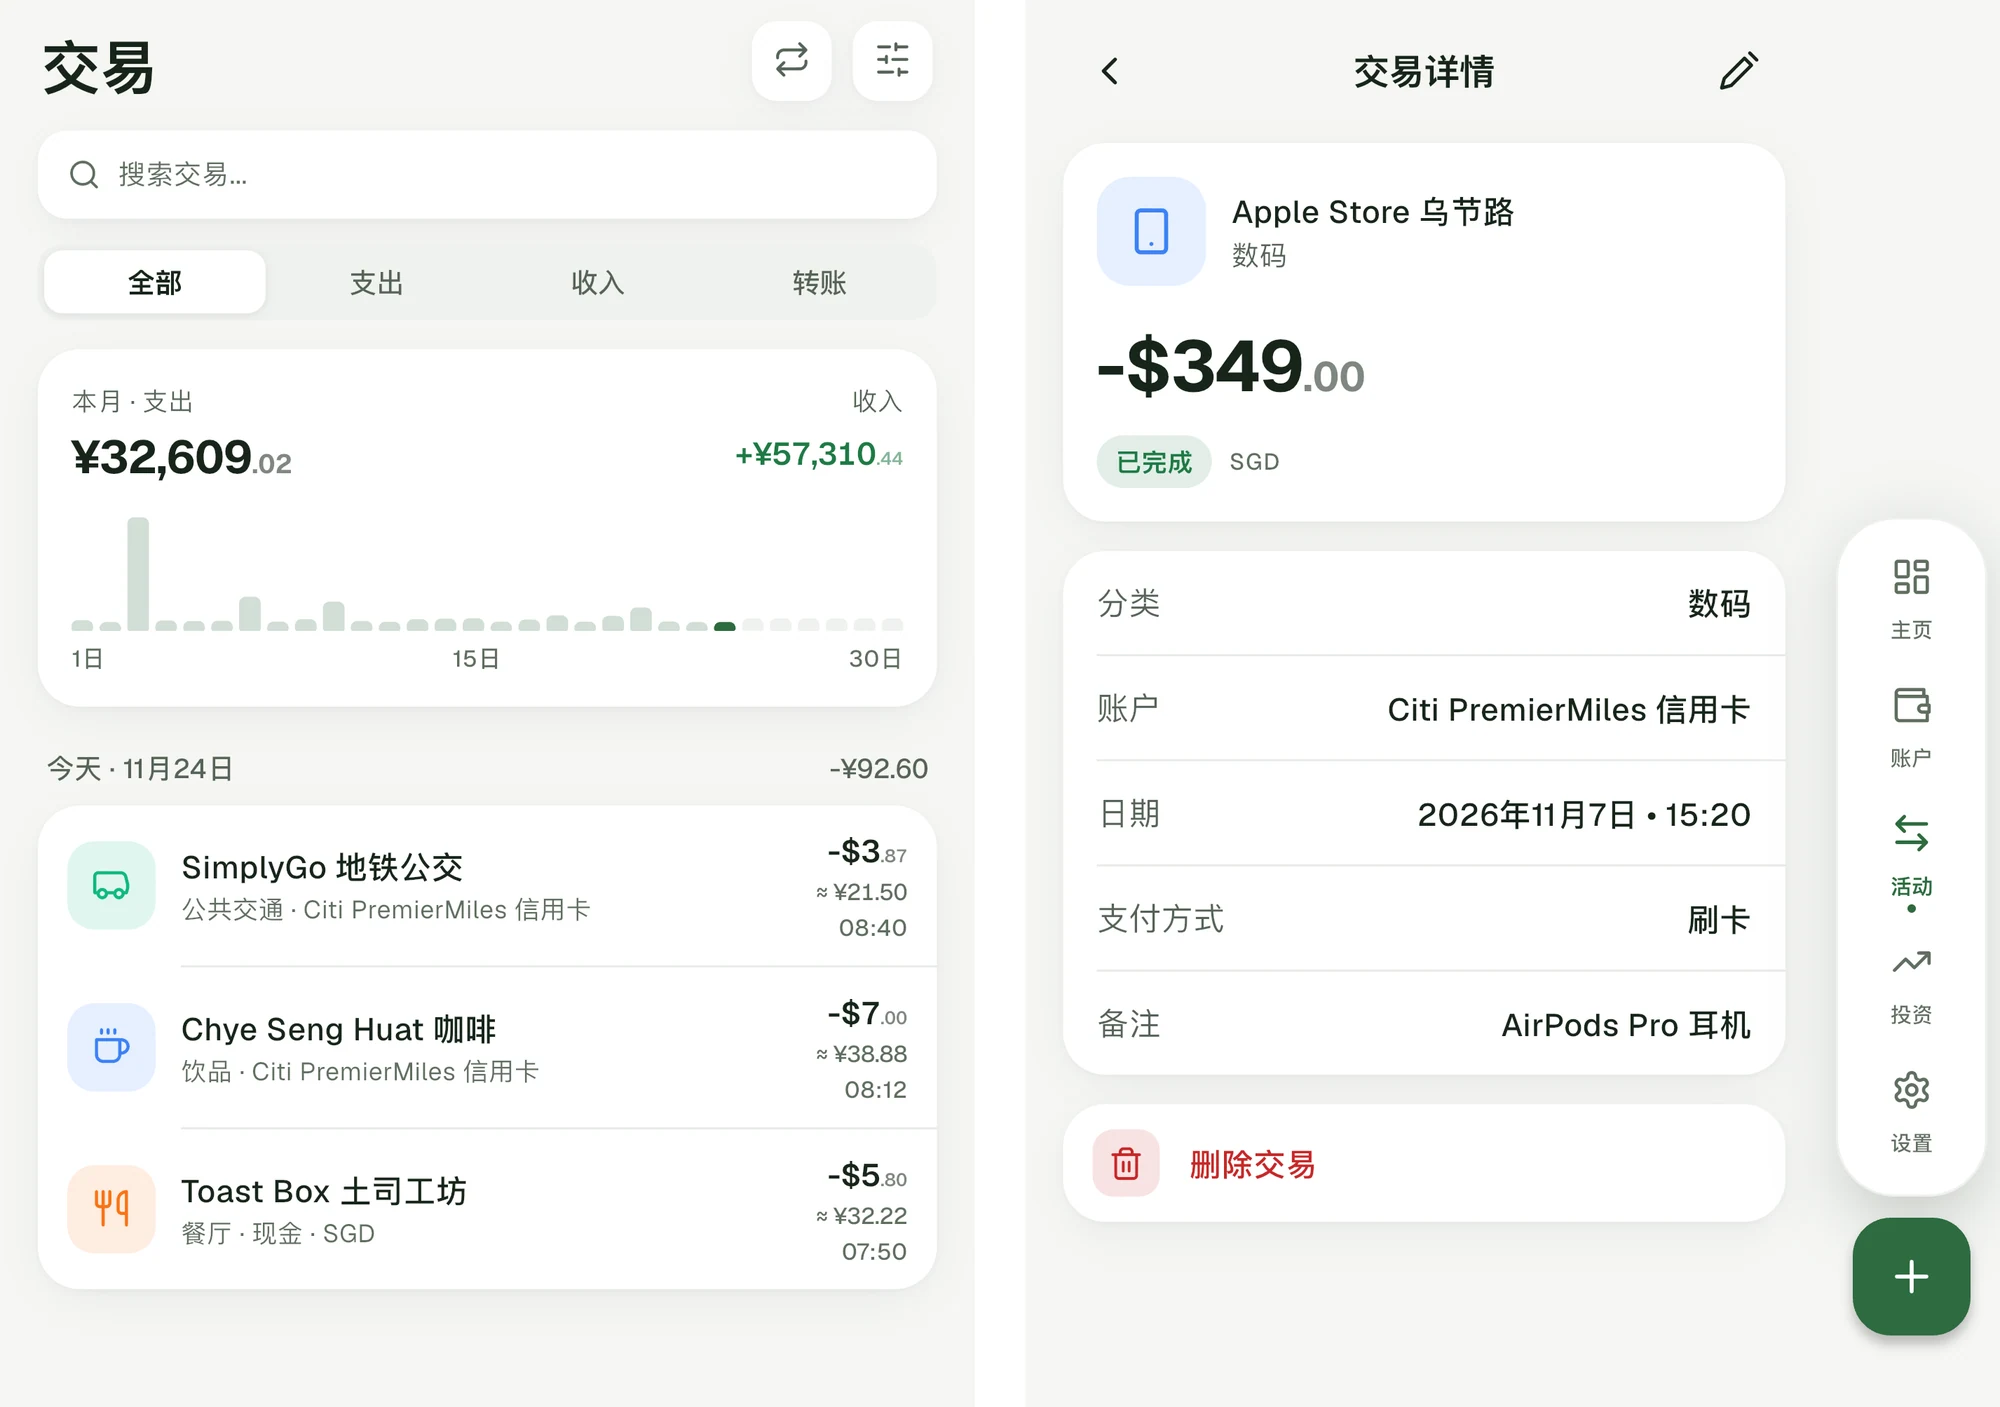 交易
搜索交易...
全部
支出
收入
转账
本月 · 支出
收入
¥32,609.02
+¥57,310.44
1日
15日
30日
今天 · 11月24日
-¥92.60
SimplyGo 地铁公交
公共交通 · Citi PremierMiles 信用卡
-$3.87
≈ ¥21.50
08:40
Chye Seng Huat 咖啡
饮品 · Citi PremierMiles 信用卡
-$7.00
≈ ¥38.88
08:12
Toast Box 土司工坊
餐厅 · 现金 · SGD
-$5.80
≈ ¥32.22
07:50
交易详情
Apple Store 乌节路
数码
-$349.00
已完成
SGD
分类
数码
账户
Citi PremierMiles 信用卡
日期
2026年11月7日 • 15:20
支付方式
刷卡
备注
AirPods Pro 耳机
删除交易
主页
账户
活动
投资
设置